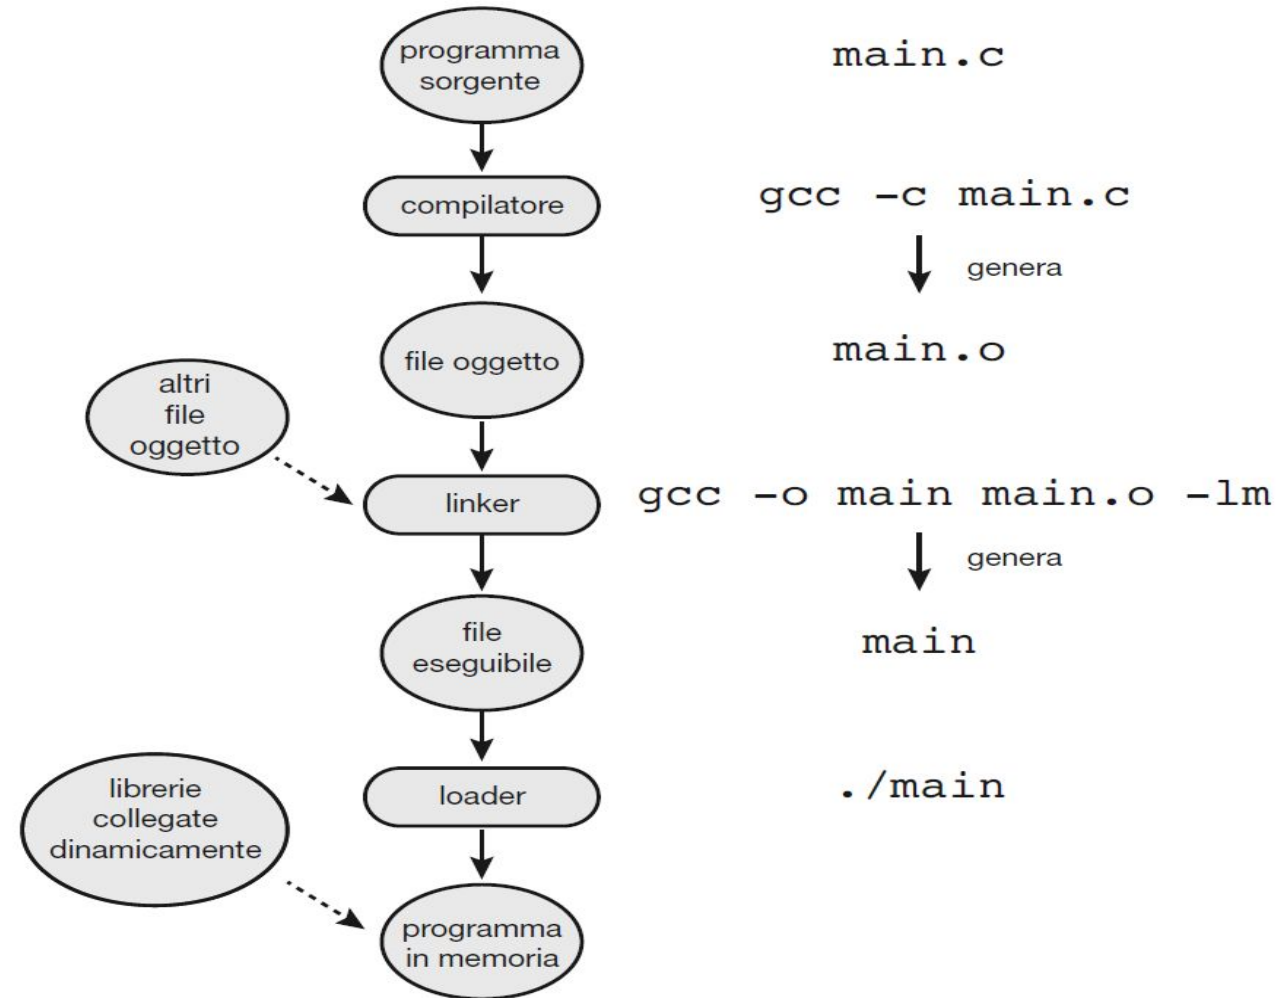 programma
sorgente
main.c
compilatore
gcc -c main.c
genera
file oggetto
main.o
altri
file
oggetto
linker
gcc -o main main.o -lm
genera
file
eseguibile
main
librerie
collegate
dinamicamente
loader
./main
programma
in memoria